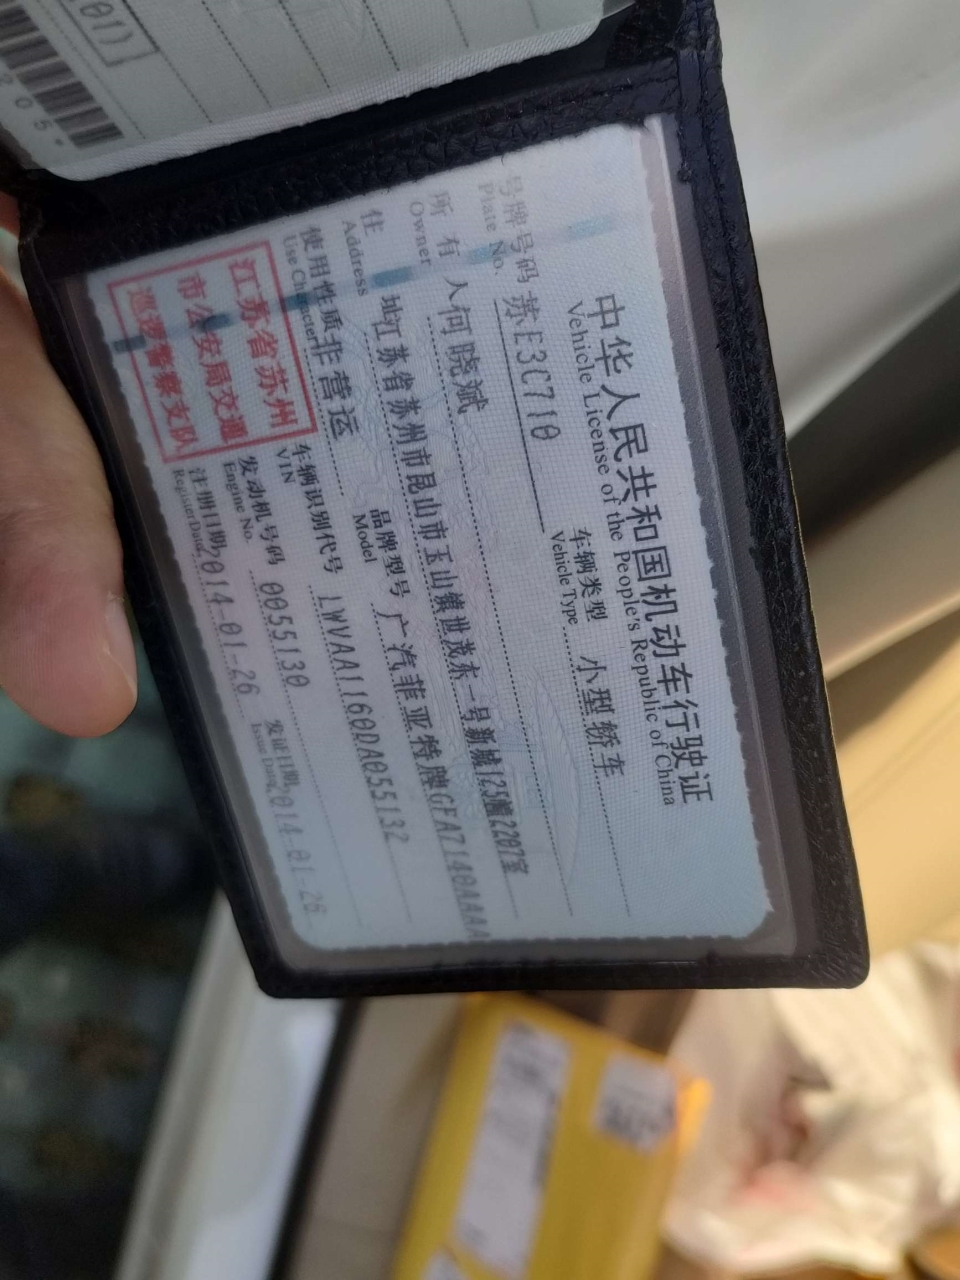 01)
305*
中华人民共和国机动车行驶证
Vehicle License of the People's Republic of China
号牌号码 苏E3C710 车辆类型 小型轿车
Plate No. Vehicle Type
所有人 何晓斌
Owner
住址 江苏省苏州市昆山市玉山镇世茂东一号新城125幢2207室
Address
使用性质 非营运 品牌型号 广汽菲亚特牌GFA7140AAAA
Use Character Model
江苏省苏州
市公安局交通
巡逻警察支队
车辆识别代号 LWVAA1160DA055132
VIN
发动机号码 0055130
Engine No.
注册日期 2014-01-26 发证日期 2014-01-26
Register Date Issue Date